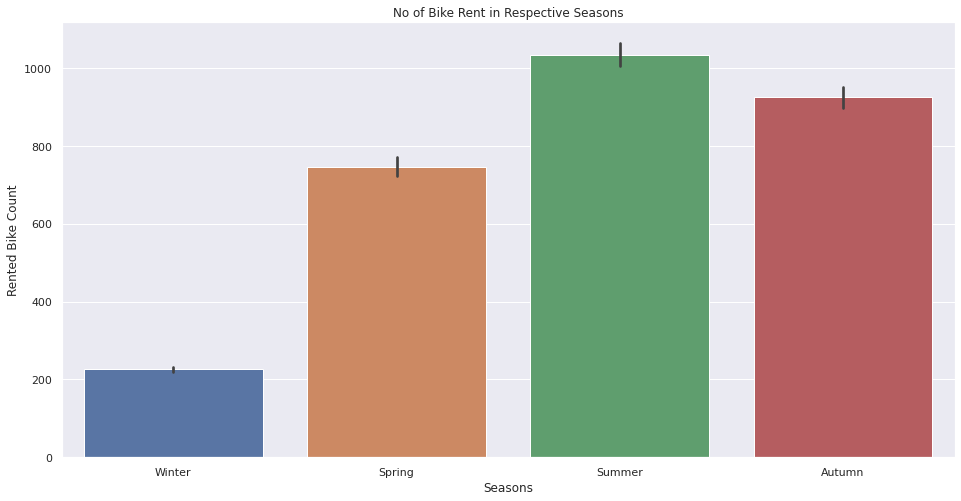 No of Bike Rent in Respective Seasons
Rented Bike Count
1000
800
600
400
200
0
Winter Spring Summer Autumn
Seasons